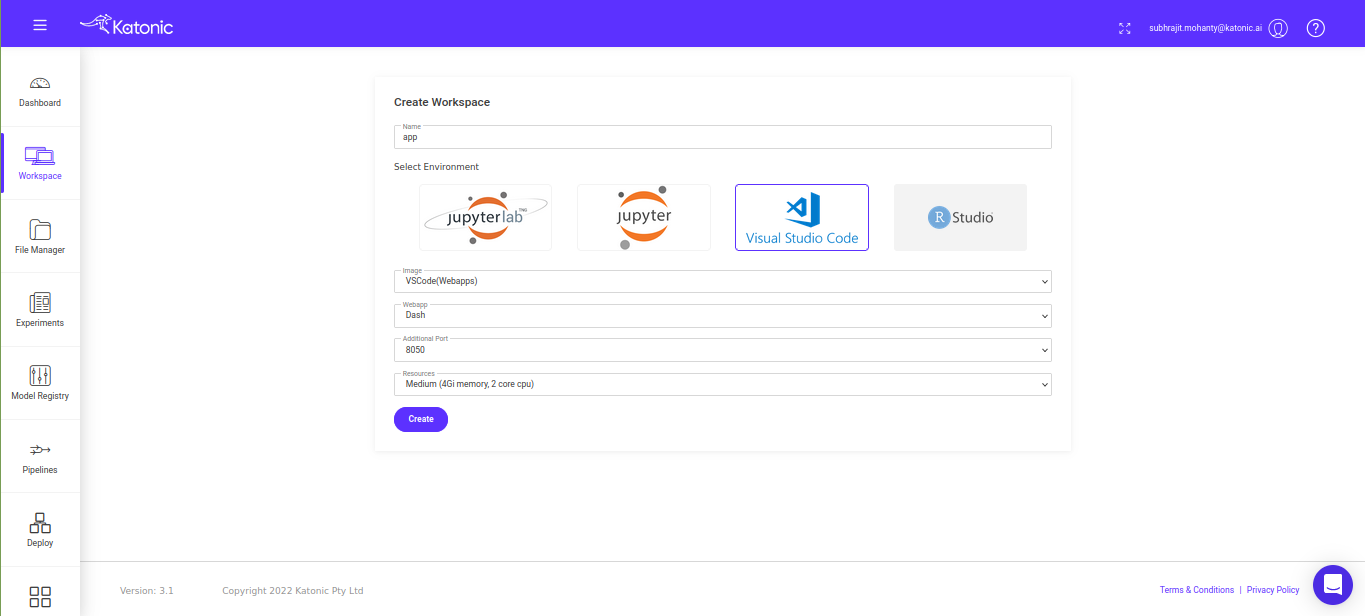 Katonic
subhrajit.mohanty@katonic.ai
?
Dashboard
Workspace
File Manager
Experiments
Model Registry
Pipelines
Deploy
Create Workspace
Name
app
Select Environment
jupyterlab TNG
jupyter
Visual Studio Code
R Studio
Image
VSCode(Webapps)
Webapp
Dash
Additional Port
8050
Resources
Medium (4Gi memory, 2 core cpu)
Create
Version: 3.1 Copyright 2022 Katonic Pty Ltd
Terms & Conditions | Privacy Policy